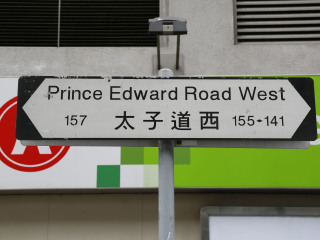 Prince Edward Road West
157 太子道西 155-141